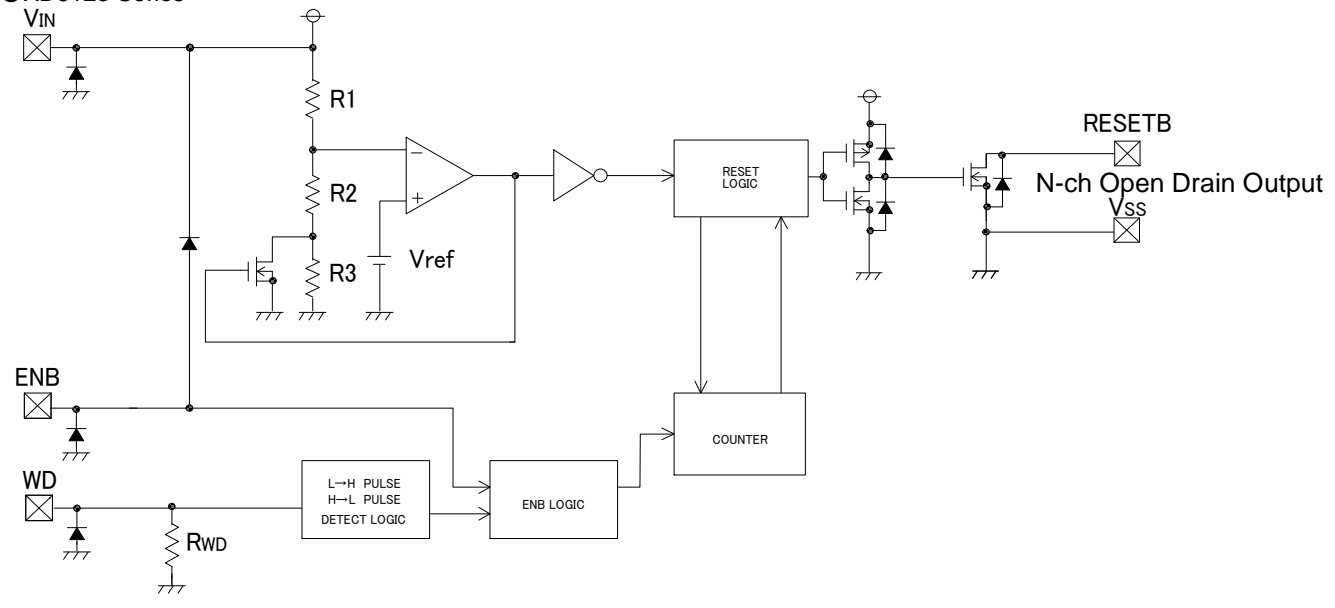 VIN
R1
R2
R3
Vref
RESET
LOGIC
RESETB
N-ch Open Drain Output
VSS
ENB
COUNTER
WD
L→H PULSE
H→L PULSE
DETECT LOGIC
ENB LOGIC
RWD